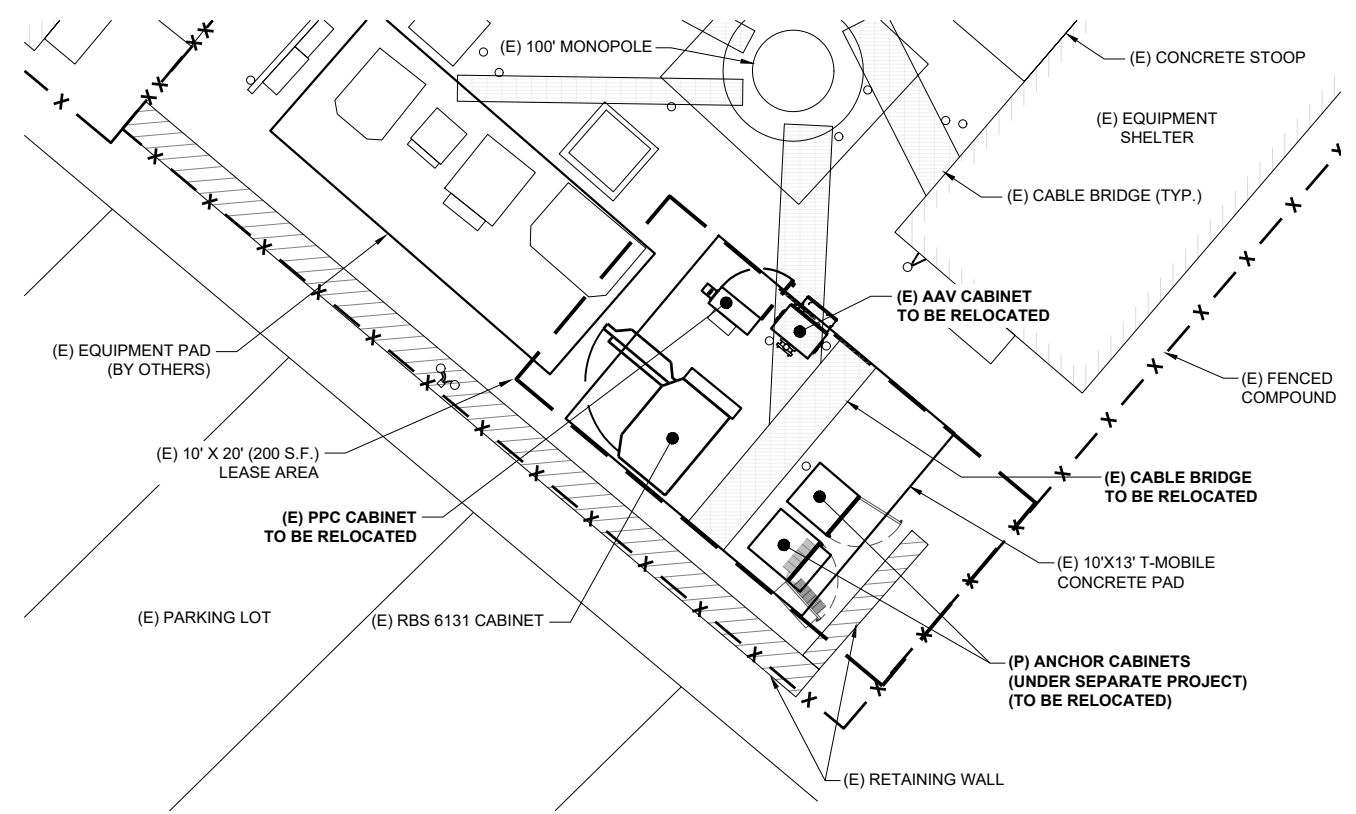 (E) 100' MONOPOLE
(E) CONCRETE STOOP
(E) EQUIPMENT
SHELTER
(E) CABLE BRIDGE (TYP.)
(E) AAV CABINET
TO BE RELOCATED
(E) EQUIPMENT PAD
(BY OTHERS)
(E) FENCED
COMPOUND
(E) 10' X 20' (200 S.F.)
LEASE AREA
(E) CABLE BRIDGE
TO BE RELOCATED
(E) PPC CABINET
TO BE RELOCATED
(E) 10'X13' T-MOBILE
CONCRETE PAD
(E) PARKING LOT
(E) RBS 6131 CABINET
(P) ANCHOR CABINETS
(UNDER SEPARATE PROJECT)
(TO BE RELOCATED)
(E) RETAINING WALL